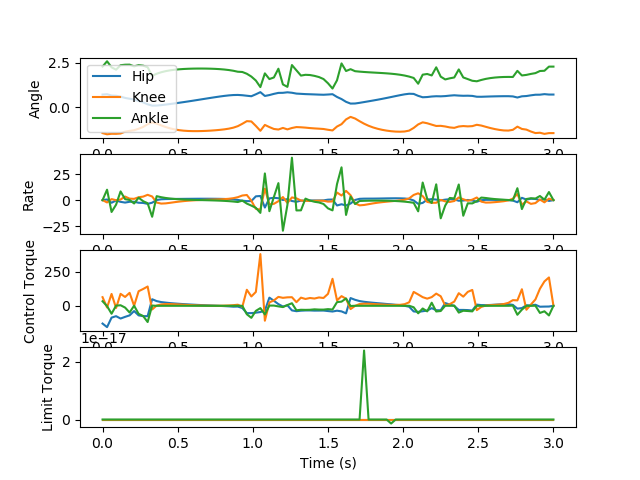 2.5
0.0
Angle
Hip
Knee
Ankle
0.0 0.5 1.0 1.5 2.0 2.5 3.0
25
0
−25
Rate
0.0 0.5 1.0 1.5 2.0 2.5 3.0
250
0
Control Torque
0.0 0.5 1.0 1.5 2.0 2.5 3.0
1e−17
2
0
Limit Torque
0.0 0.5 1.0 1.5 2.0 2.5 3.0
Time (s)